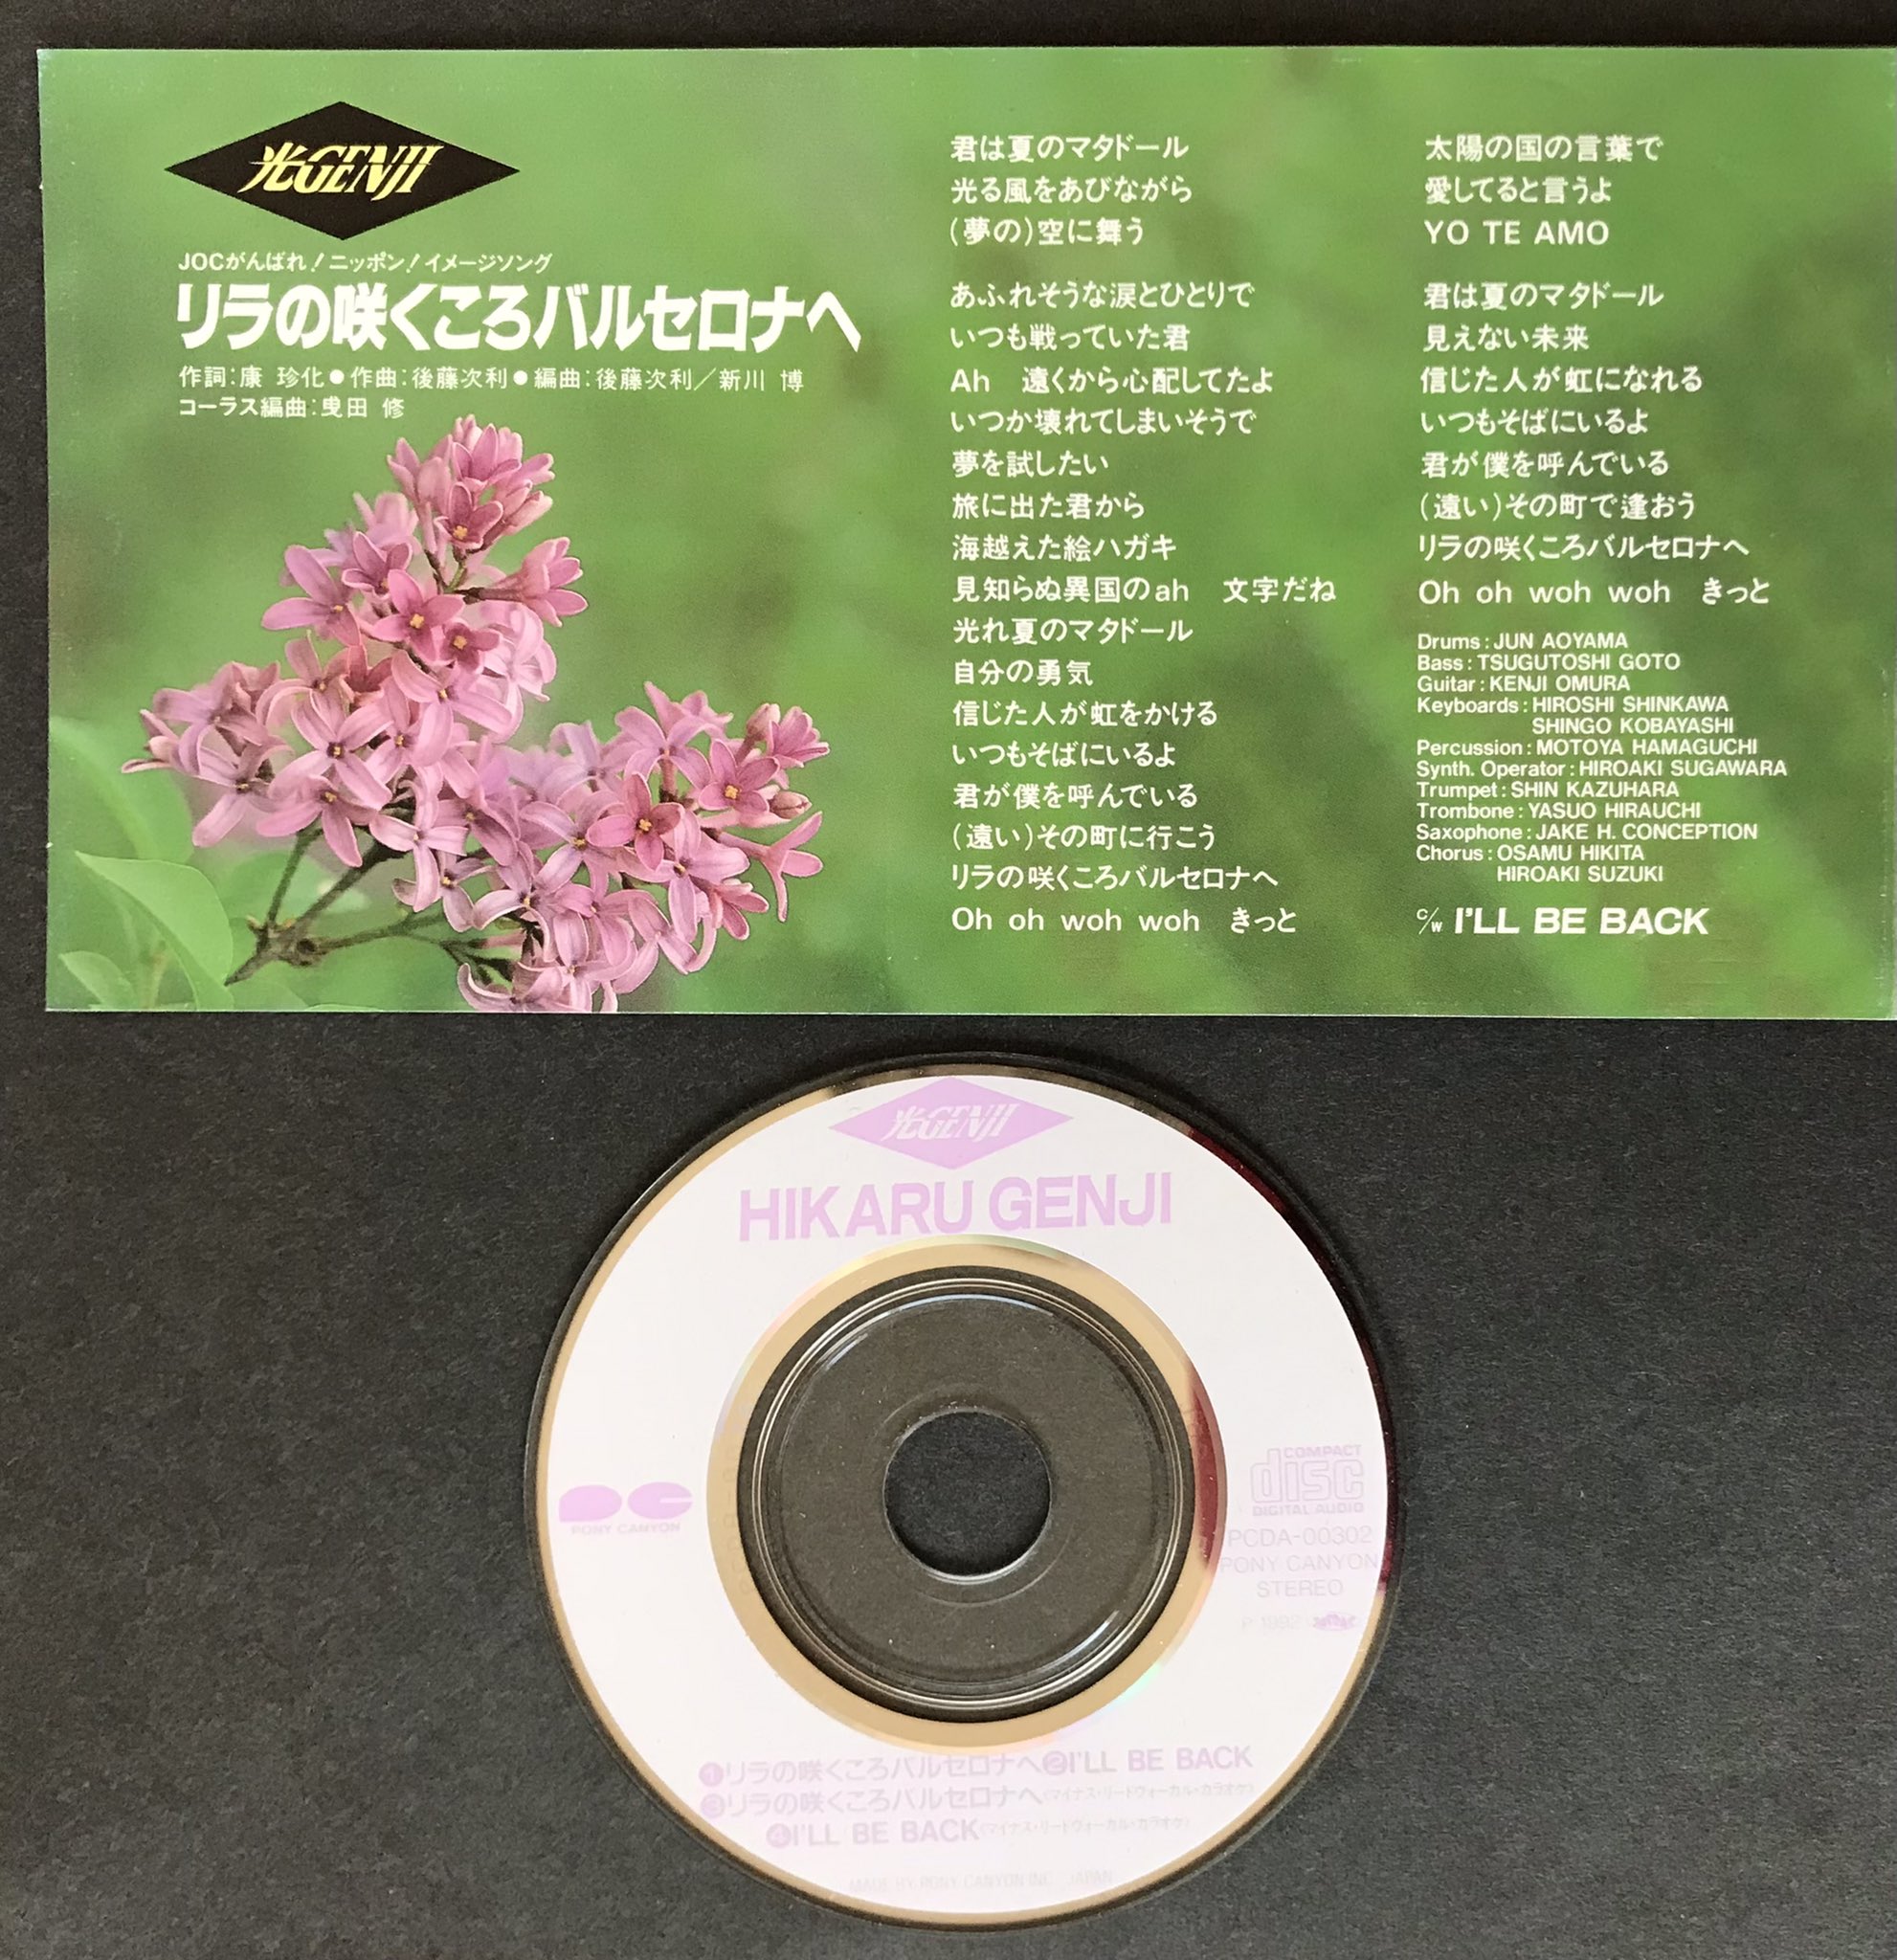 光GENJI
JOCがんばれ!ニッポン!イメージソング
リラの咲くころバルセロナへ
作詞:康 珍化●作曲:後藤次利●編曲:後藤次利/新川 博
コーラス編曲:曳田 修
君は夏のマタドール
光る風をあびながら
(夢の)空に舞う
あふれそうな涙とひとりで
いつも戦っていた君
Ah 遠くから心配してたよ
いつか壊れてしまいそうで
夢を試したい
旅に出た君から
海越えた絵ハガキ
見知らぬ異国のah 文字だね
光れ夏のマタドール
自分の勇気
信じた人が虹をかける
いつもそばにいるよ
君が僕を呼んでいる
(遠い)その町に行こう
リラの咲くころバルセロナへ
Oh oh woh woh きっと
太陽の国の言葉で
愛してると言うよ
YO TE AMO
君は夏のマタドール
見えない未来
信じた人が虹になれる
いつもそばにいるよ
君が僕を呼んでいる
(遠い)その町で逢おう
リラの咲くころバルセロナへ
Oh oh woh woh きっと
Drums:JUN AOYAMA
Bass:TSUGUTOSHI GOTO
Guitar:KENJI OMURA
Keyboards:HIROSHI SHINKAWA
SHINGO KOBAYASHI
Percussion:MOTOYA HAMAGUCHI
Synth. Operator:HIROAKI SUGAWARA
Trumpet:SHIN KAZUHARA
Trombone:YASUO HIRAUCHI
Saxophone:JAKE H. CONCEPTION
Chorus:OSAMU HIKITA
HIROAKI SUZUKI
C/W I'LL BE BACK
光GENJI
HIKARU GENJI
PONY CANYON
COMPACT
disc
DIGITAL AUDIO
PCDA-00302
PONY CANYON
STEREO
P 1992
❶リラの咲くころバルセロナへ❷I'LL BE BACK
❸リラの咲くころバルセロナへ(マイナス・リードヴォーカル・カラオケ)
❹I'LL BE BACK(マイナス・リードヴォーカル・カラオケ)
MADE BY PONY CANYON INC. JAPAN